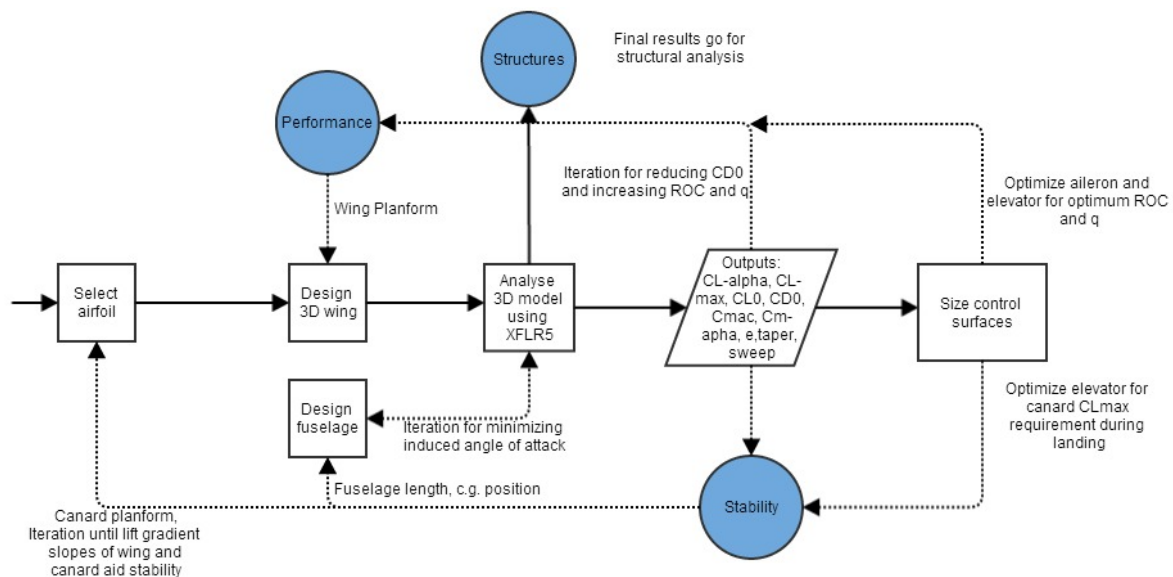 Structures
Final results go for
structural analysis
Performance
Iteration for reducing CD0
and increasing ROC and q
Optimize aileron and
elevator for optimum ROC
and q
Wing Planform
Select
airfoil
Design
3D wing
Analyse
3D model
using
XFLR5
Outputs:
CL-alpha, CL-
max, CL0, CD0,
Cmac, Cm-
apha, e,taper,
sweep
Size control
surfaces
Design
fuselage
Iteration for minimizing
induced angle of attack
Optimize elevator for
canard CLmax
requirement during
landing
Fuselage length, c.g. position
Stability
Canard planform,
Iteration until lift gradient
slopes of wing and
canard aid stability